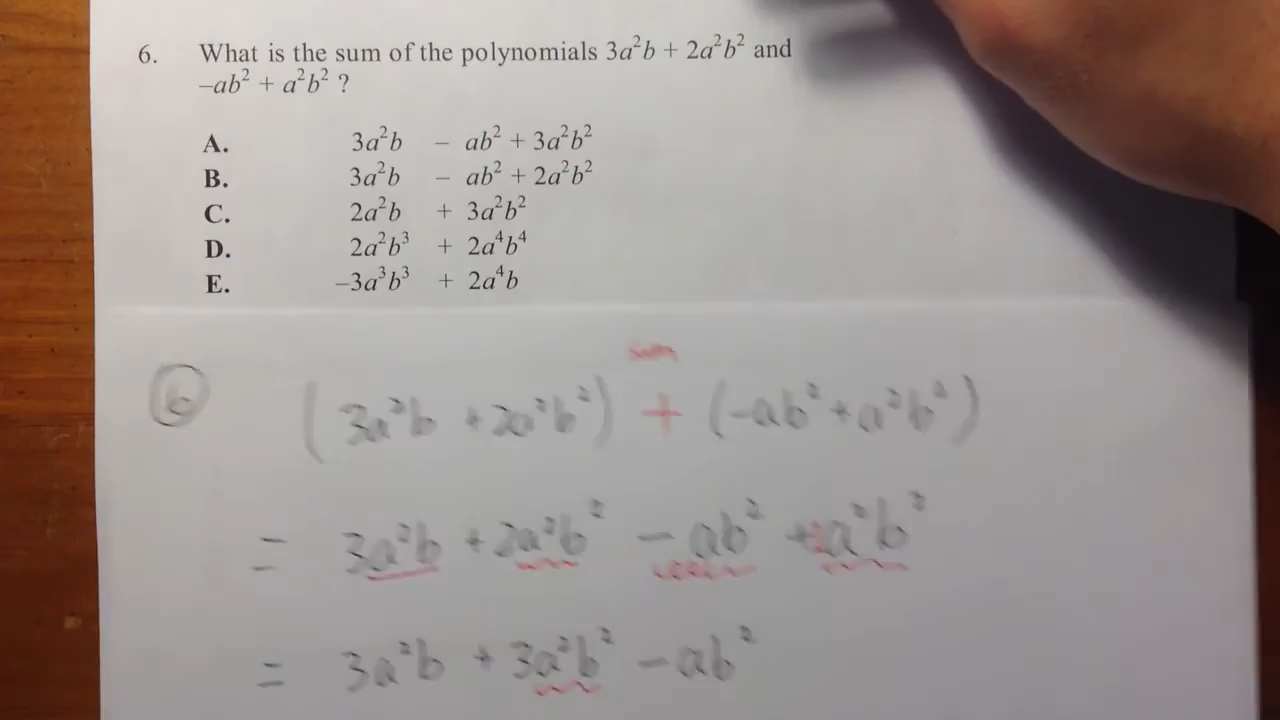 6. What is the sum of the polynomials 3a²b + 2a²b² and
–ab² + a²b² ?
A. 3a²b – ab² + 3a²b²
B. 3a²b – ab² + 2a²b²
C. 2a²b + 3a²b²
D. 2a²b³ + 2a⁴b⁴
E. –3a³b³ + 2a⁴b
sum
6 (3a²b + 2a²b²) + (-ab² + a²b²)
= 3a²b + 2a²b² - ab² + 1a²b²
= 3a²b + 3a²b² - ab²